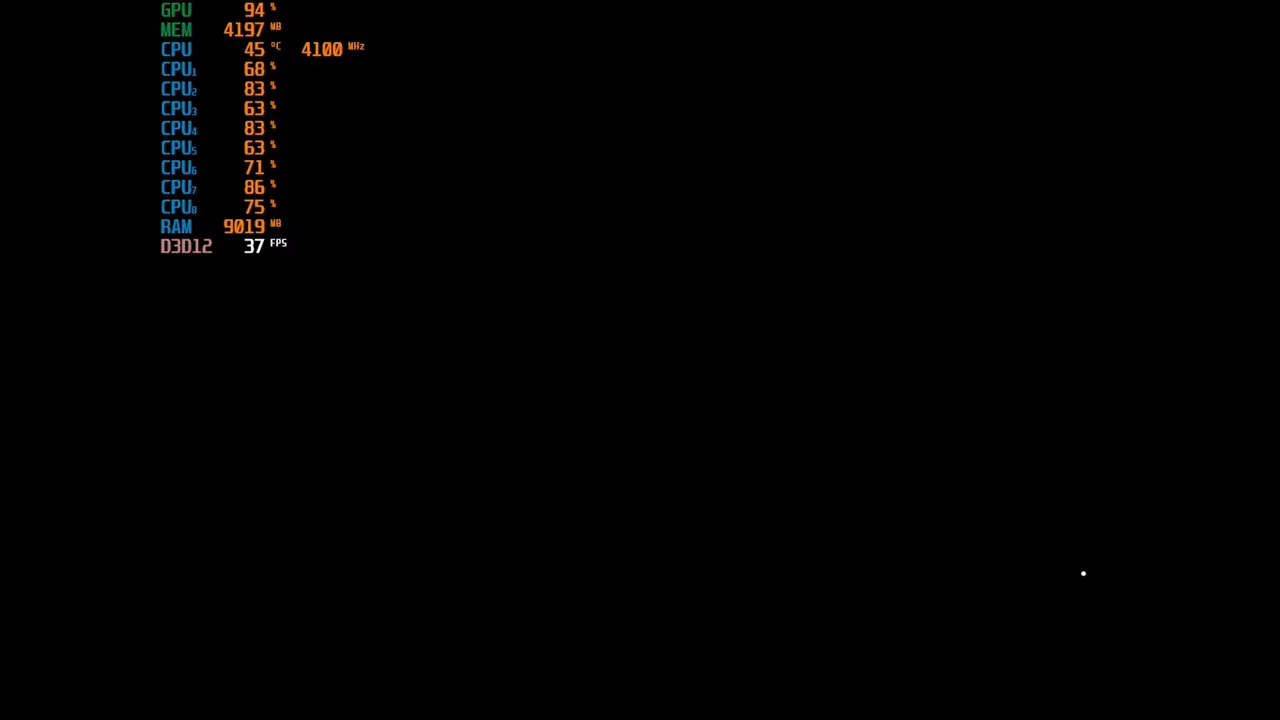 GPU 94 %
MEM 4197 MB
CPU 45 °C 4100 MHz
CPU1 68 %
CPU2 83 %
CPU3 63 %
CPU4 83 %
CPU5 63 %
CPU6 71 %
CPU7 86 %
CPU8 75 %
RAM 9019 MB
D3D12 37 FPS